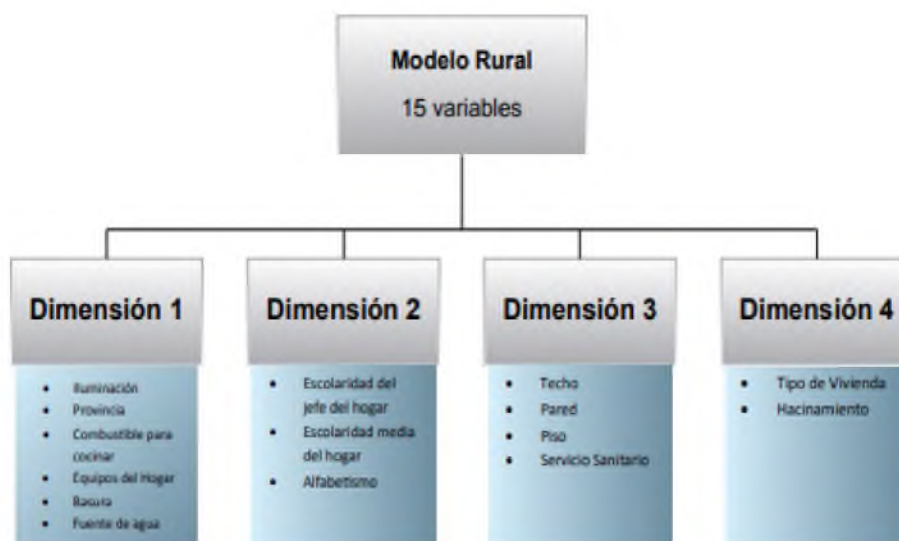 Modelo Rural
15 variables
Dimensión 1
• Iluminación
• Provincia
• Combustible para
cocinar
• Equipos del Hogar
• Basura
• Fuente de agua
Dimensión 2
• Escolaridad del
jefe del hogar
• Escolaridad media
del hogar
• Alfabetismo
Dimensión 3
• Techo
• Pared
• Piso
• Servicio Sanitario
Dimensión 4
• Tipo de Vivienda
• Hacinamiento